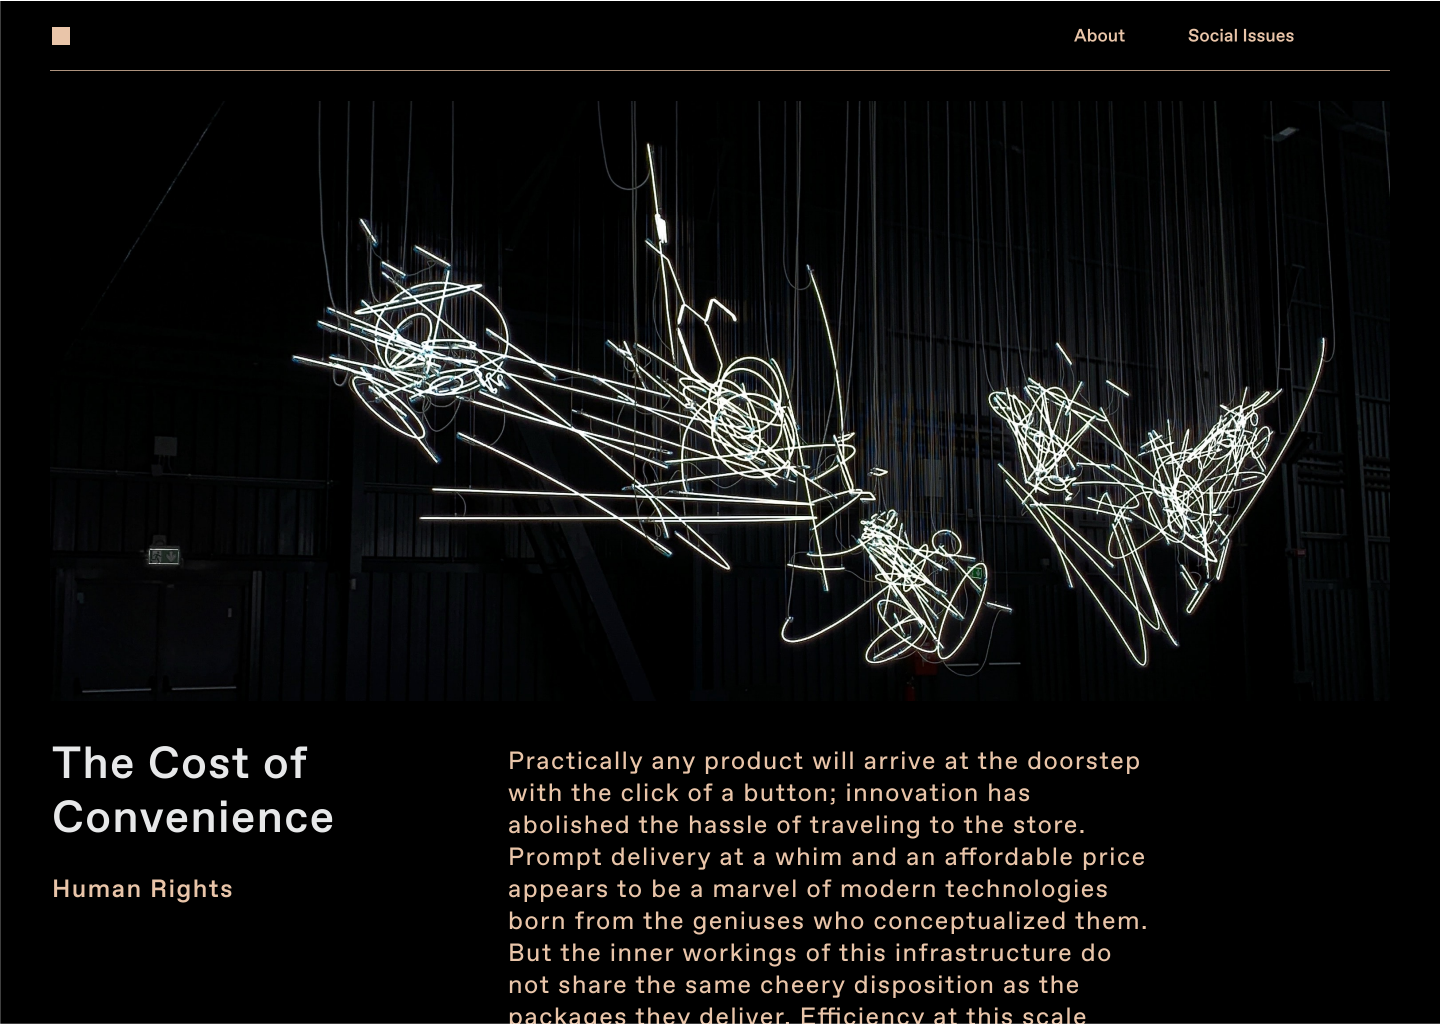 About
Social Issues
The Cost of
Convenience
Human Rights
Practically any product will arrive at the doorstep
with the click of a button; innovation has
abolished the hassle of traveling to the store.
Prompt delivery at a whim and an affordable price
appears to be a marvel of modern technologies
born from the geniuses who conceptualized them.
But the inner workings of this infrastructure do
not share the same cheery disposition as the
packages they deliver. Efficiency at this scale